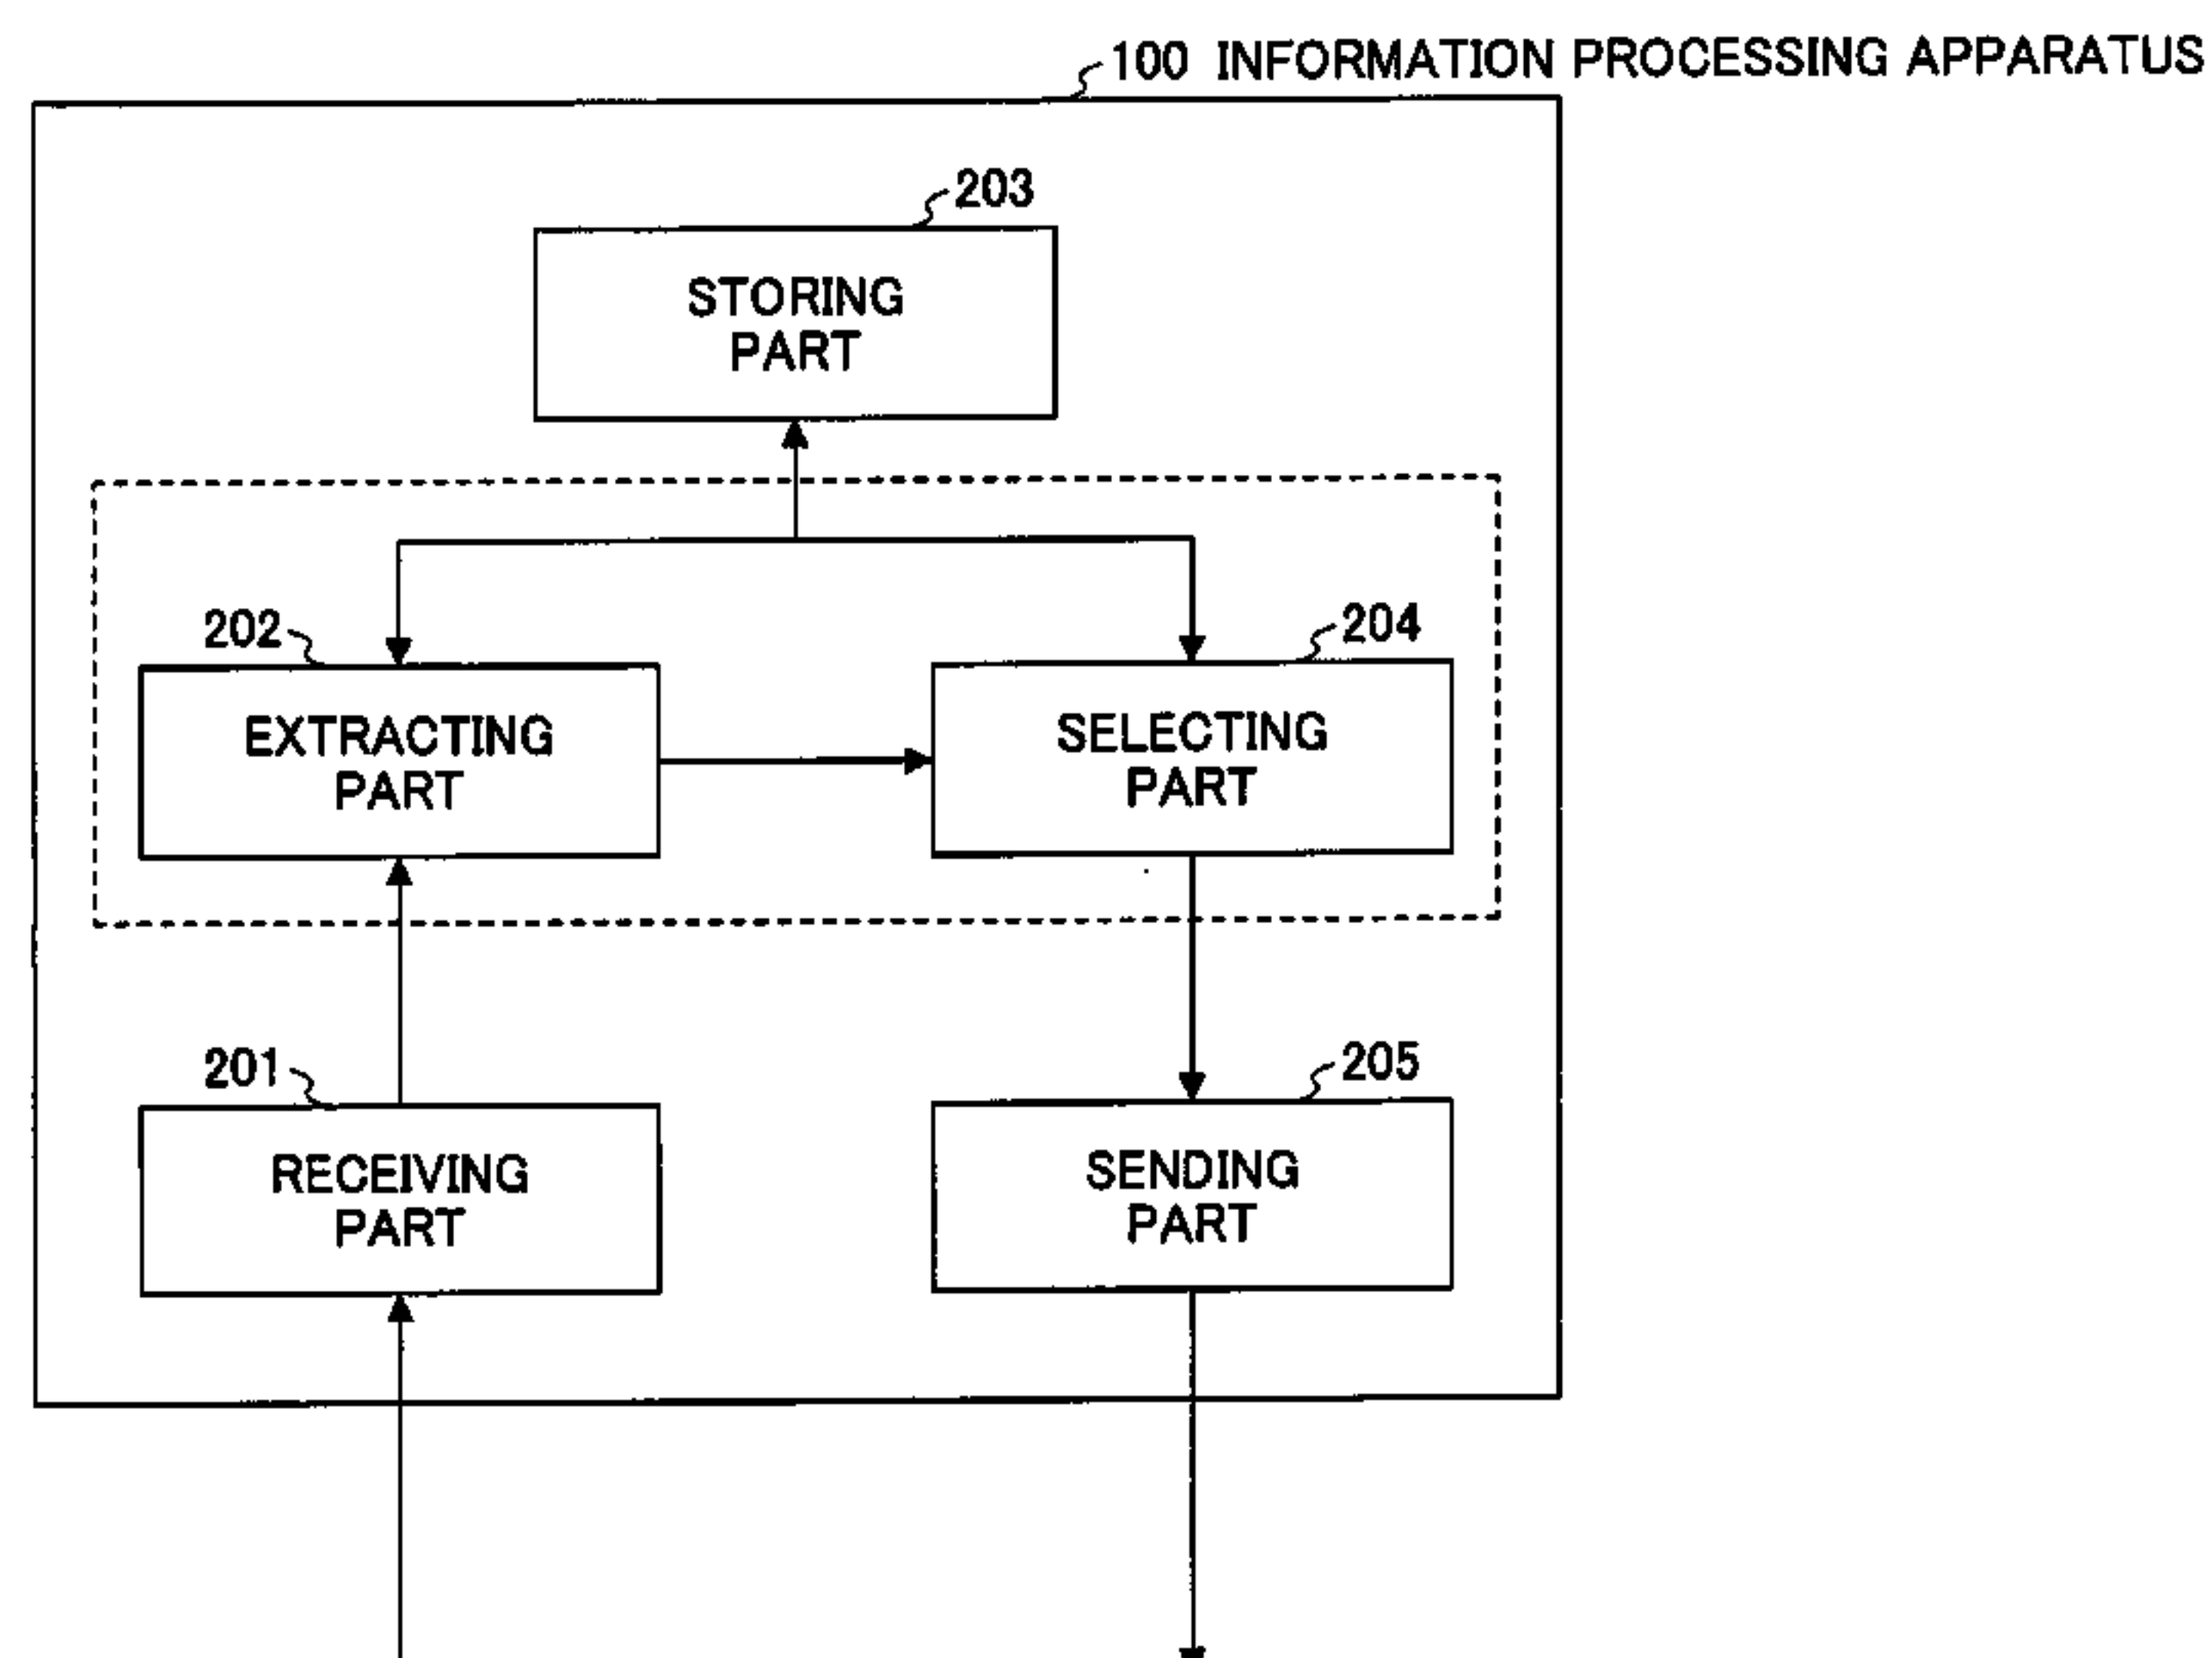 100 INFORMATION PROCESSING APPARATUS
203
STORING
PART
202
EXTRACTING
PART
204
SELECTING
PART
201
RECEIVING
PART
205
SENDING
PART